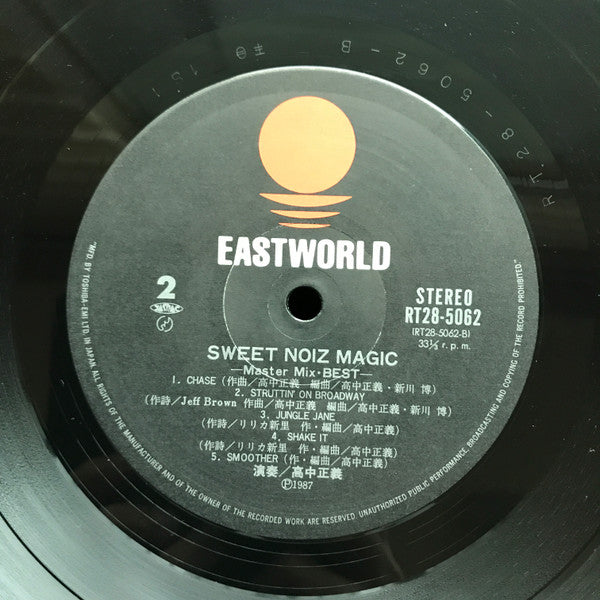 RT28-5062-B
EASTWORLD
2
STEREO
RT28-5062
(RT28-5062-B)
33⅓ r.p.m.
SWEET NOIZ MAGIC
—Master Mix・BEST—
1. CHASE (作曲/高中正義 編曲/高中正義・新川 博)
2. STRUTTIN' ON BROADWAY
(作詩/Jeff Brown 作曲/高中正義 編曲/高中正義・新川 博)
3. JUNGLE JANE
(作詩/リリカ新里 作・編曲/高中正義)
4. SHAKE IT
(作詩/リリカ新里 作・編曲/高中正義)
5. SMOOTHER (作・編曲/高中正義)
演奏/高中正義
Ⓟ1987
"MFD. BY TOSHIBA EMI LTD. IN JAPAN. ALL RIGHTS OF THE MANUFACTURER AND OF THE OWNER OF THE RECORDED WORK ARE RESERVED. UNAUTHORIZED PUBLIC PERFORMANCE, BROADCASTING AND COPYING OF THIS RECORD PROHIBITED."